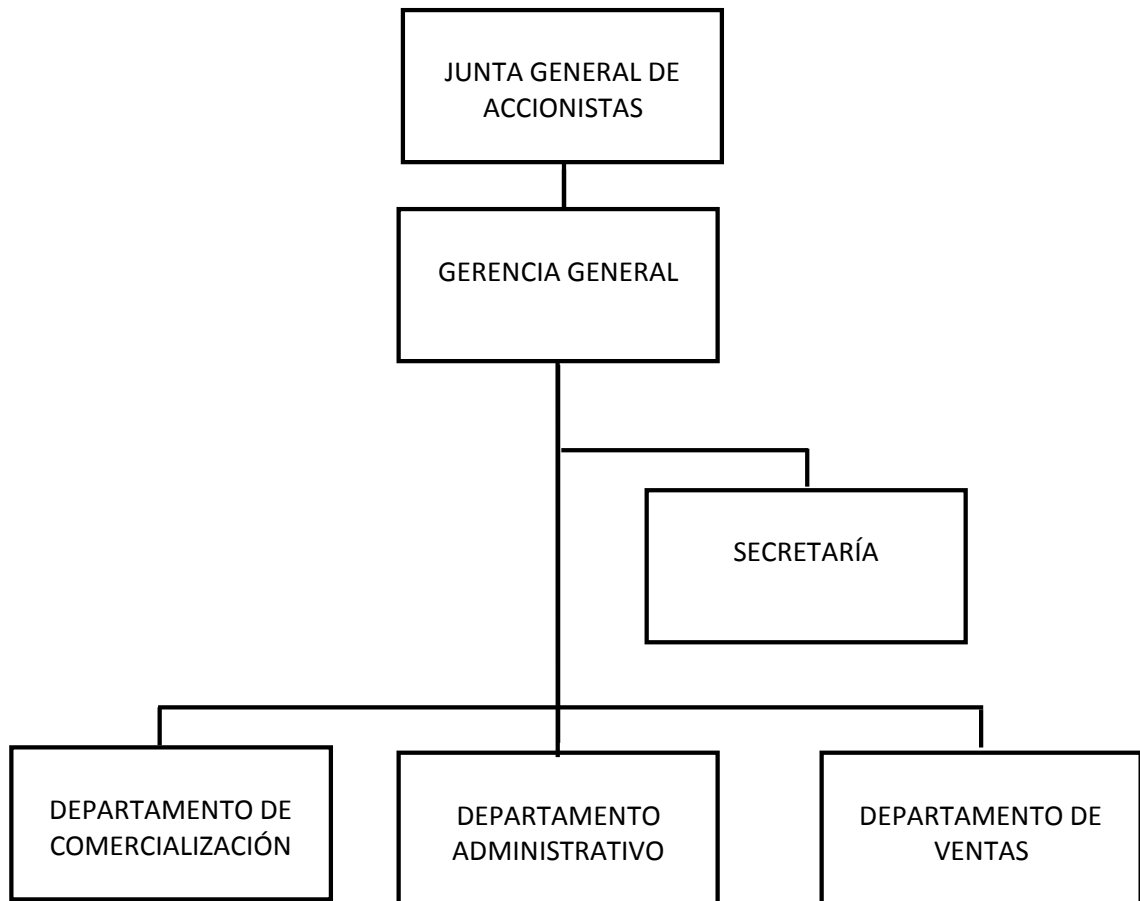 JUNTA GENERAL DE
ACCIONISTAS
GERENCIA GENERAL
SECRETARÍA
DEPARTAMENTO DE
COMERCIALIZACIÓN
DEPARTAMENTO
ADMINISTRATIVO
DEPARTAMENTO DE
VENTAS